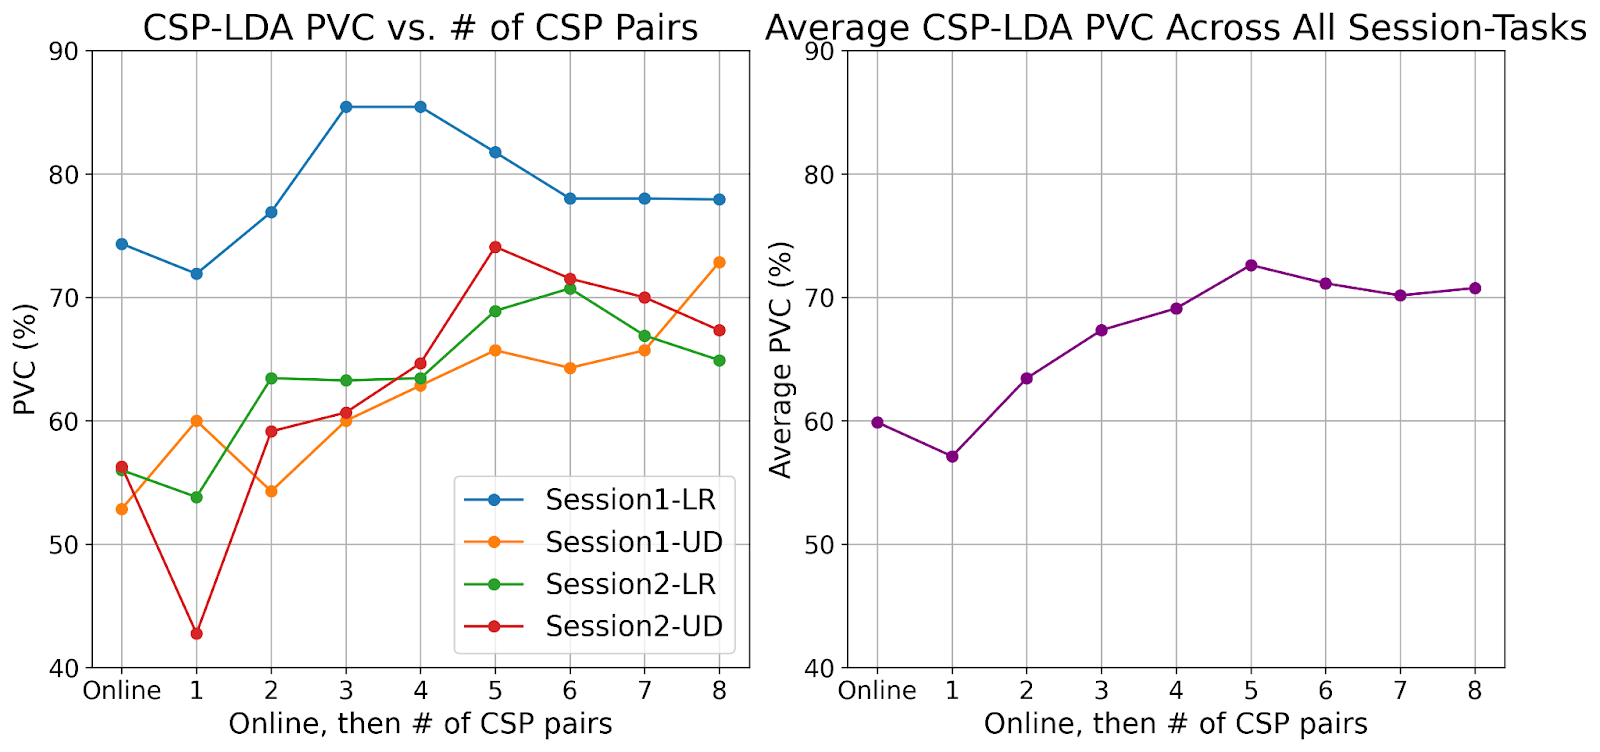 CSP-LDA PVC vs. # of CSP Pairs
PVC (%)
90
80
70
60
50
40
Session1-LR
Session1-UD
Session2-LR
Session2-UD
Online 1 2 3 4 5 6 7 8
Online, then # of CSP pairs
Average CSP-LDA PVC Across All Session-Tasks
Average PVC (%)
90
80
70
60
50
40
Online 1 2 3 4 5 6 7 8
Online, then # of CSP pairs